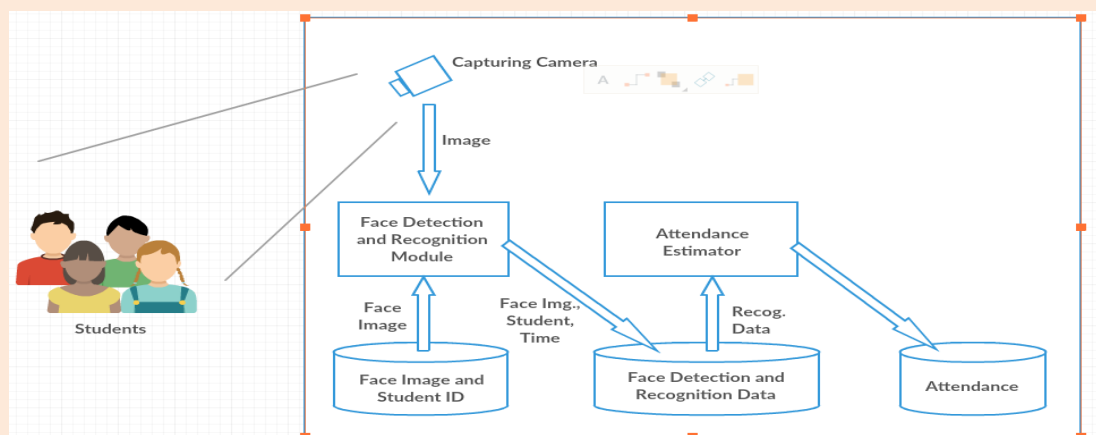 Capturing Camera
A
Image
Face Detection
and Recognition
Module
Attendance
Estimator
Face
Image
Face Img.,
Student,
Time
Recog.
Data
Students
Face Image and
Student ID
Face Detection and
Recognition Data
Attendance